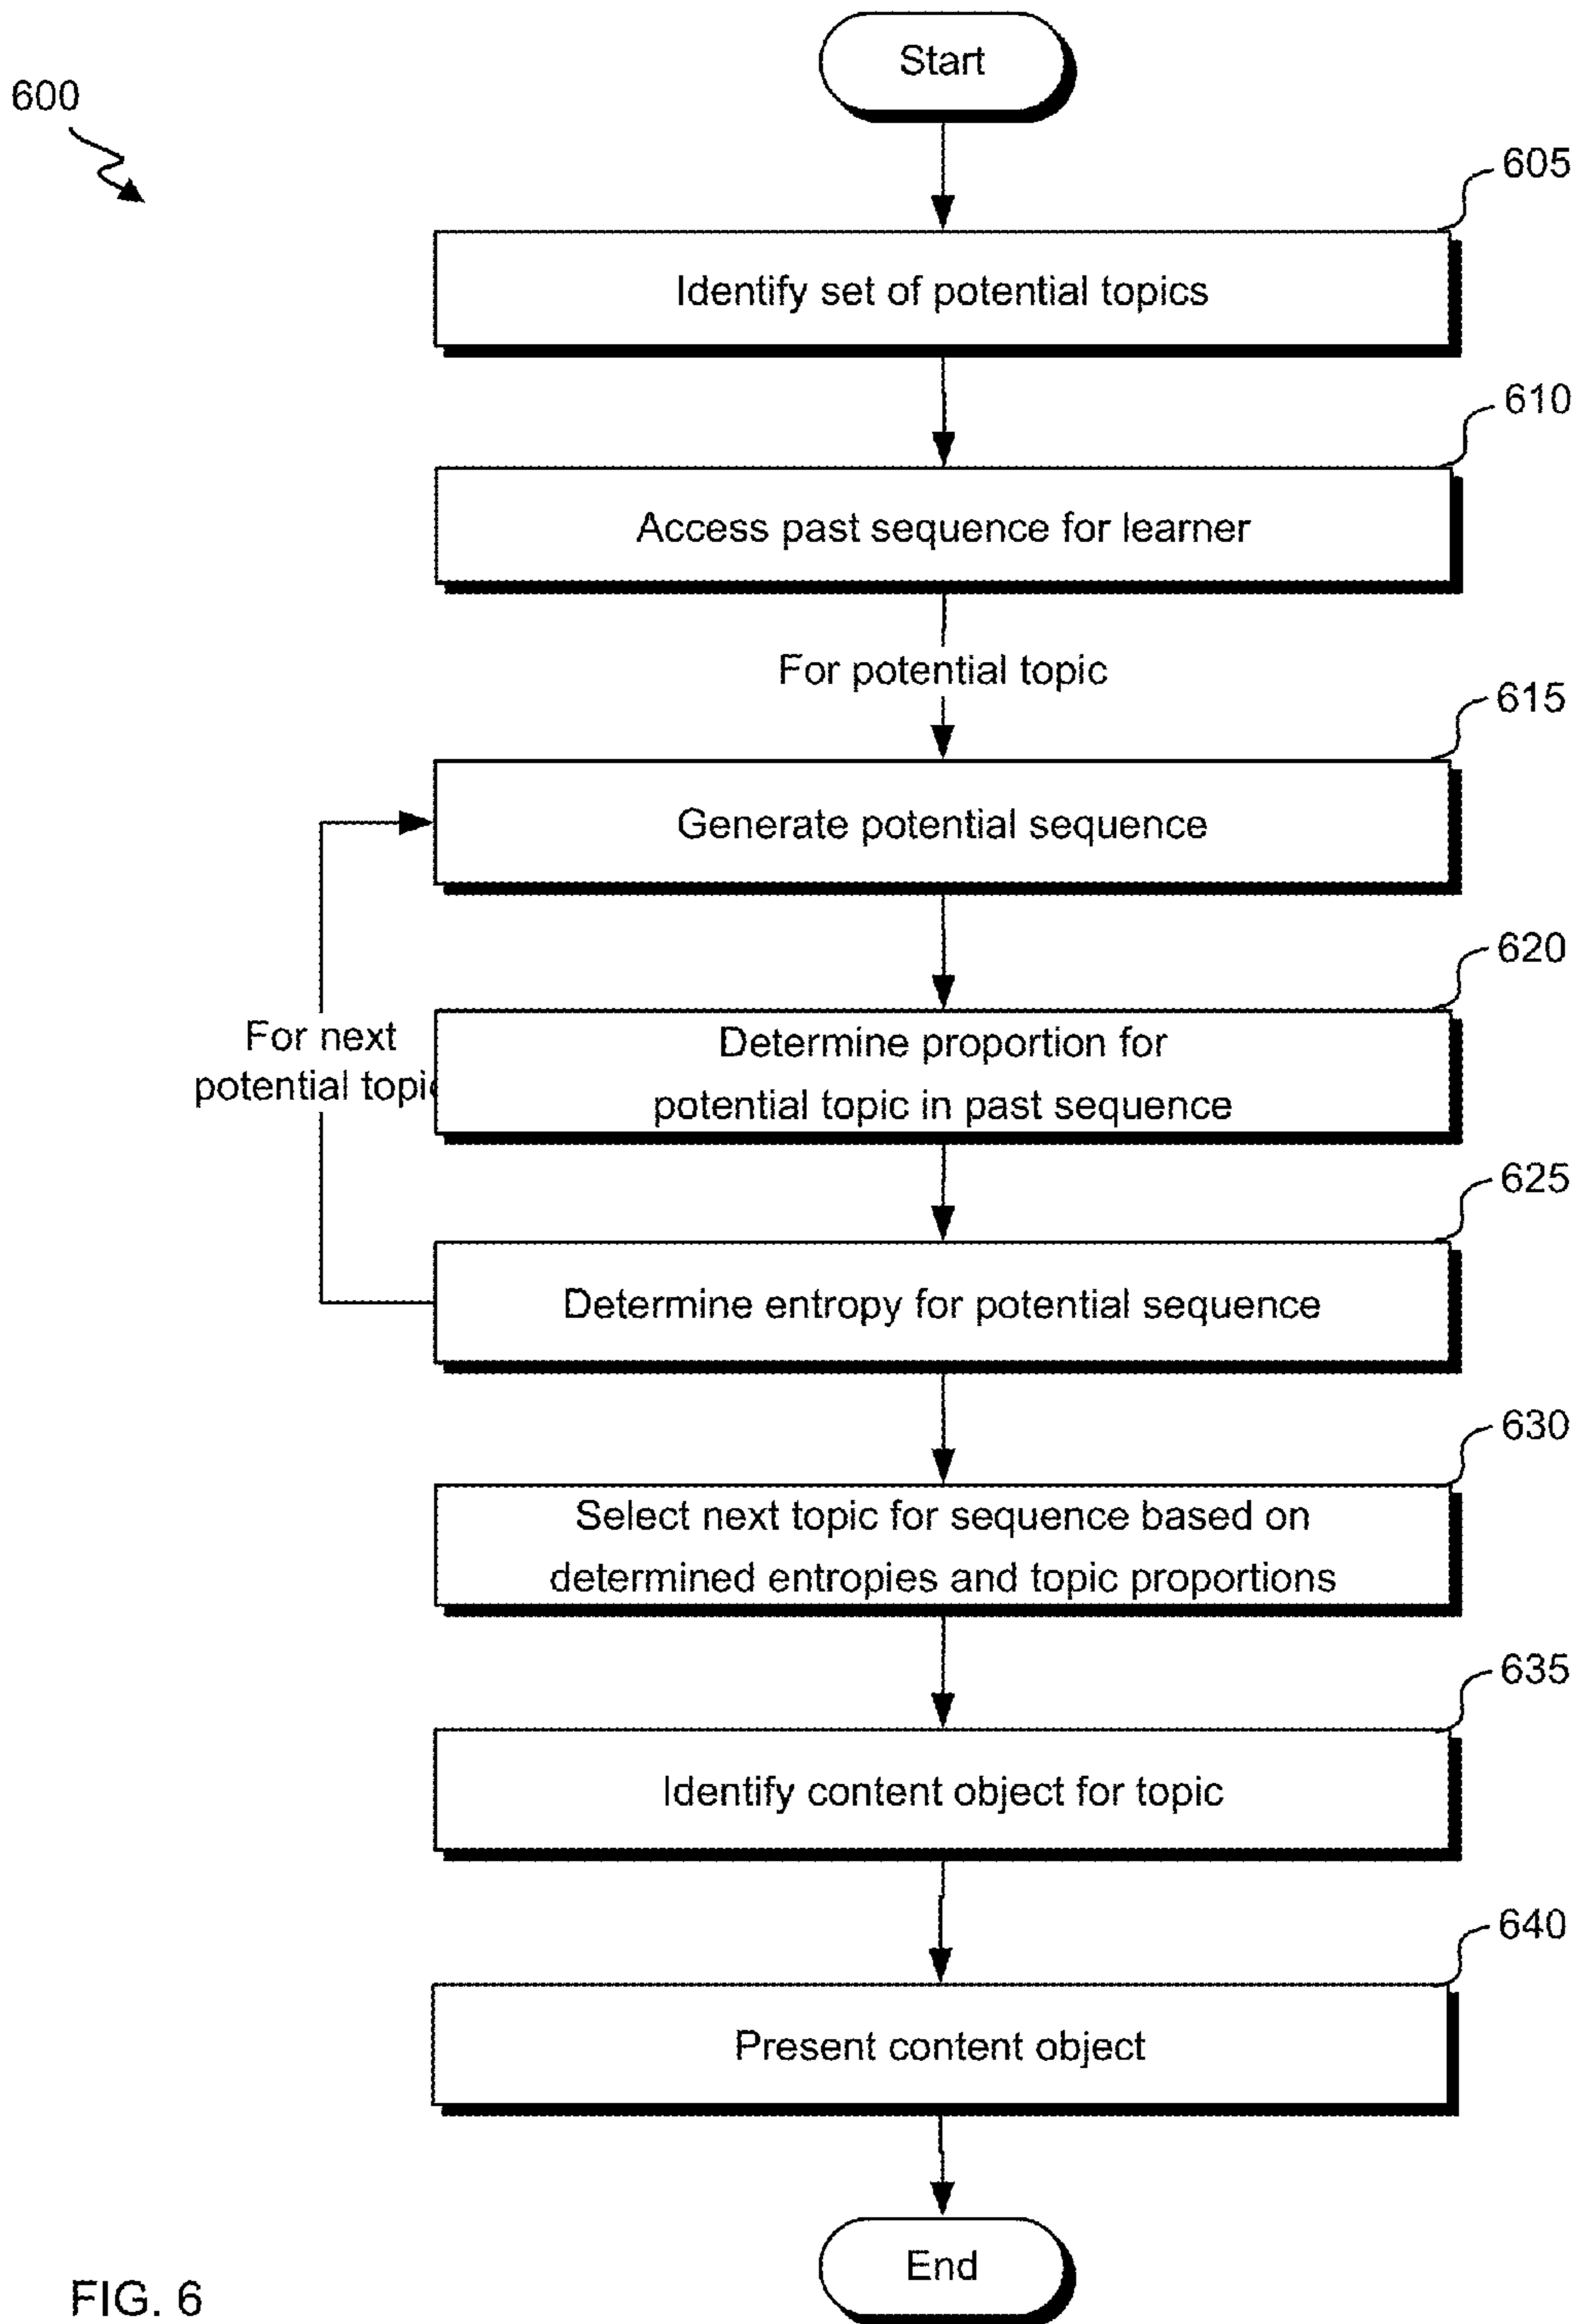 Start
600
605
Identify set of potential topics
610
Access past sequence for learner
For potential topic
615
Generate potential sequence
620
For next
potential topi
Determine proportion for
potential topic in past sequence
625
Determine entropy for potential sequence
630
Select next topic for sequence based on
determined entropies and topic proportions
635
Identify content object for topic
640
Present content object
End
FIG. 6